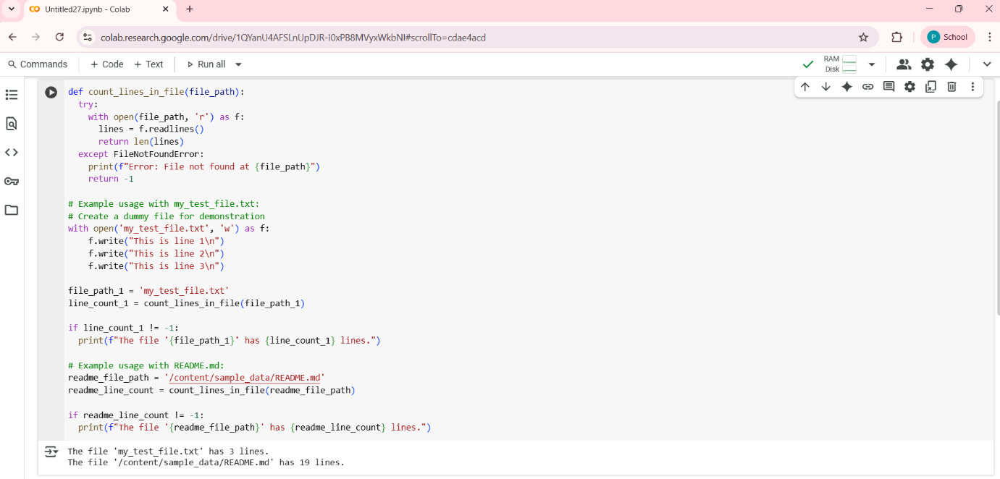 Untitled27.ipynb - Colab
colab.research.google.com/drive/1QYanU4AFSLnUpDJR-I0xPB8MVyxWkbNI#scrollTo=cdae4acd
P School
Commands + Code + Text Run all
RAM
Disk
def count_lines_in_file(file_path):
  try:
    with open(file_path, 'r') as f:
      lines = f.readlines()
      return len(lines)
  except FileNotFoundError:
    print(f"Error: File not found at {file_path}")
    return -1
# Example usage with my_test_file.txt:
# Create a dummy file for demonstration
with open('my_test_file.txt', 'w') as f:
    f.write("This is line 1\n")
    f.write("This is line 2\n")
    f.write("This is line 3\n")
file_path_1 = 'my_test_file.txt'
line_count_1 = count_lines_in_file(file_path_1)
if line_count_1 != -1:
  print(f"The file '{file_path_1}' has {line_count_1} lines.")
# Example usage with README.md:
readme_file_path = '/content/sample_data/README.md'
readme_line_count = count_lines_in_file(readme_file_path)
if readme_line_count != -1:
  print(f"The file '{readme_file_path}' has {readme_line_count} lines.")
The file 'my_test_file.txt' has 3 lines.
The file '/content/sample_data/README.md' has 19 lines.